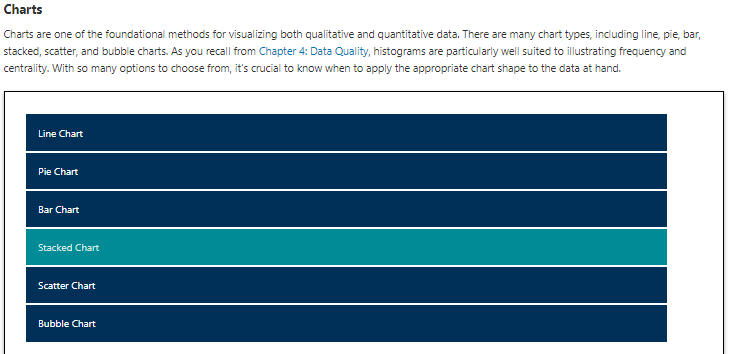 Charts
Charts are one of the foundational methods for visualizing both qualitative and quantitative data. There are many chart types, including line, pie, bar,
stacked, scatter, and bubble charts. As you recall from Chapter 4: Data Quality, histograms are particularly well suited to illustrating frequency and
centrality. With so many options to choose from, it's crucial to know when to apply the appropriate chart shape to the data at hand.
Line Chart
Pie Chart
Bar Chart
Stacked Chart
Scatter Chart
Bubble Chart